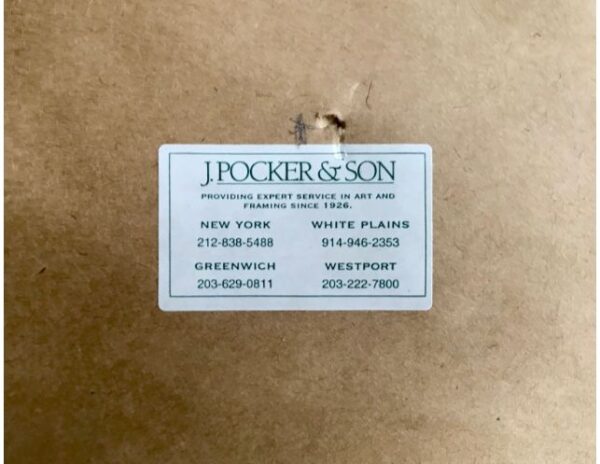 J. POCKER & SON
PROVIDING EXPERT SERVICE IN ART AND
FRAMING SINCE 1926.
NEW YORK WHITE PLAINS
212-838-5488 914-946-2353
GREENWICH WESTPORT
203-629-0811 203-222-7800